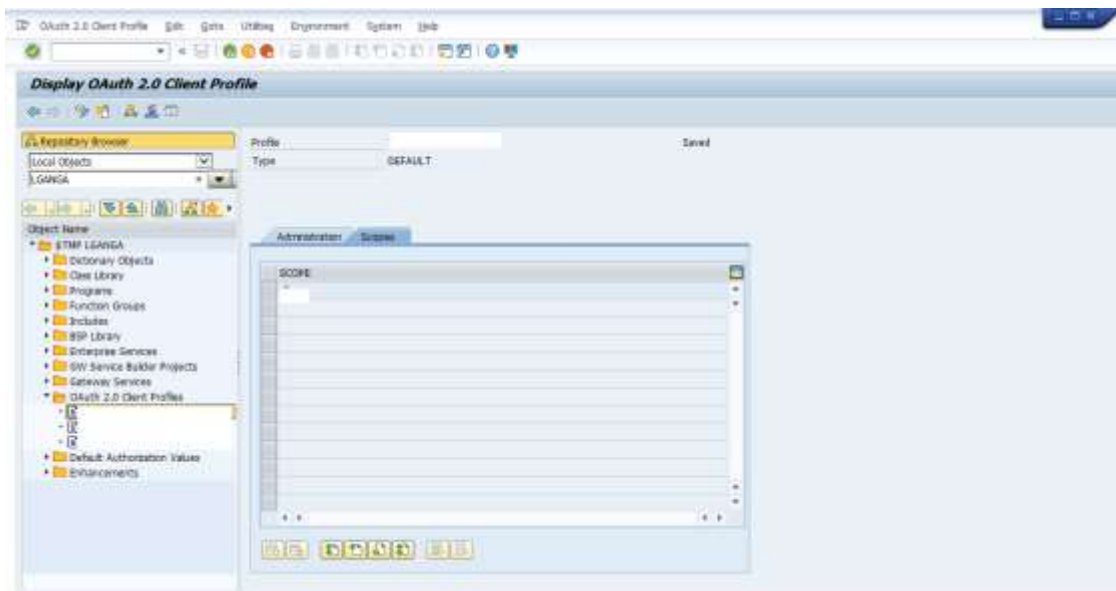 OAuth 2.0 Client Profile Edit Goto Utilities Environment System Help
Display OAuth 2.0 Client Profile
Repository Browser
Profile Saved
Local Objects
Type DEFAULT
LGANGA
Object Name
Administration Scopes
$TMP LGANGA
Dictionary Objects
Class Library
SCOPE
Programs
Function Groups
Includes
BSP Library
Enterprise Services
GW Service Builder Projects
Gateway Services
OAuth 2.0 Client Profiles
Default Authorization Values
Enhancements